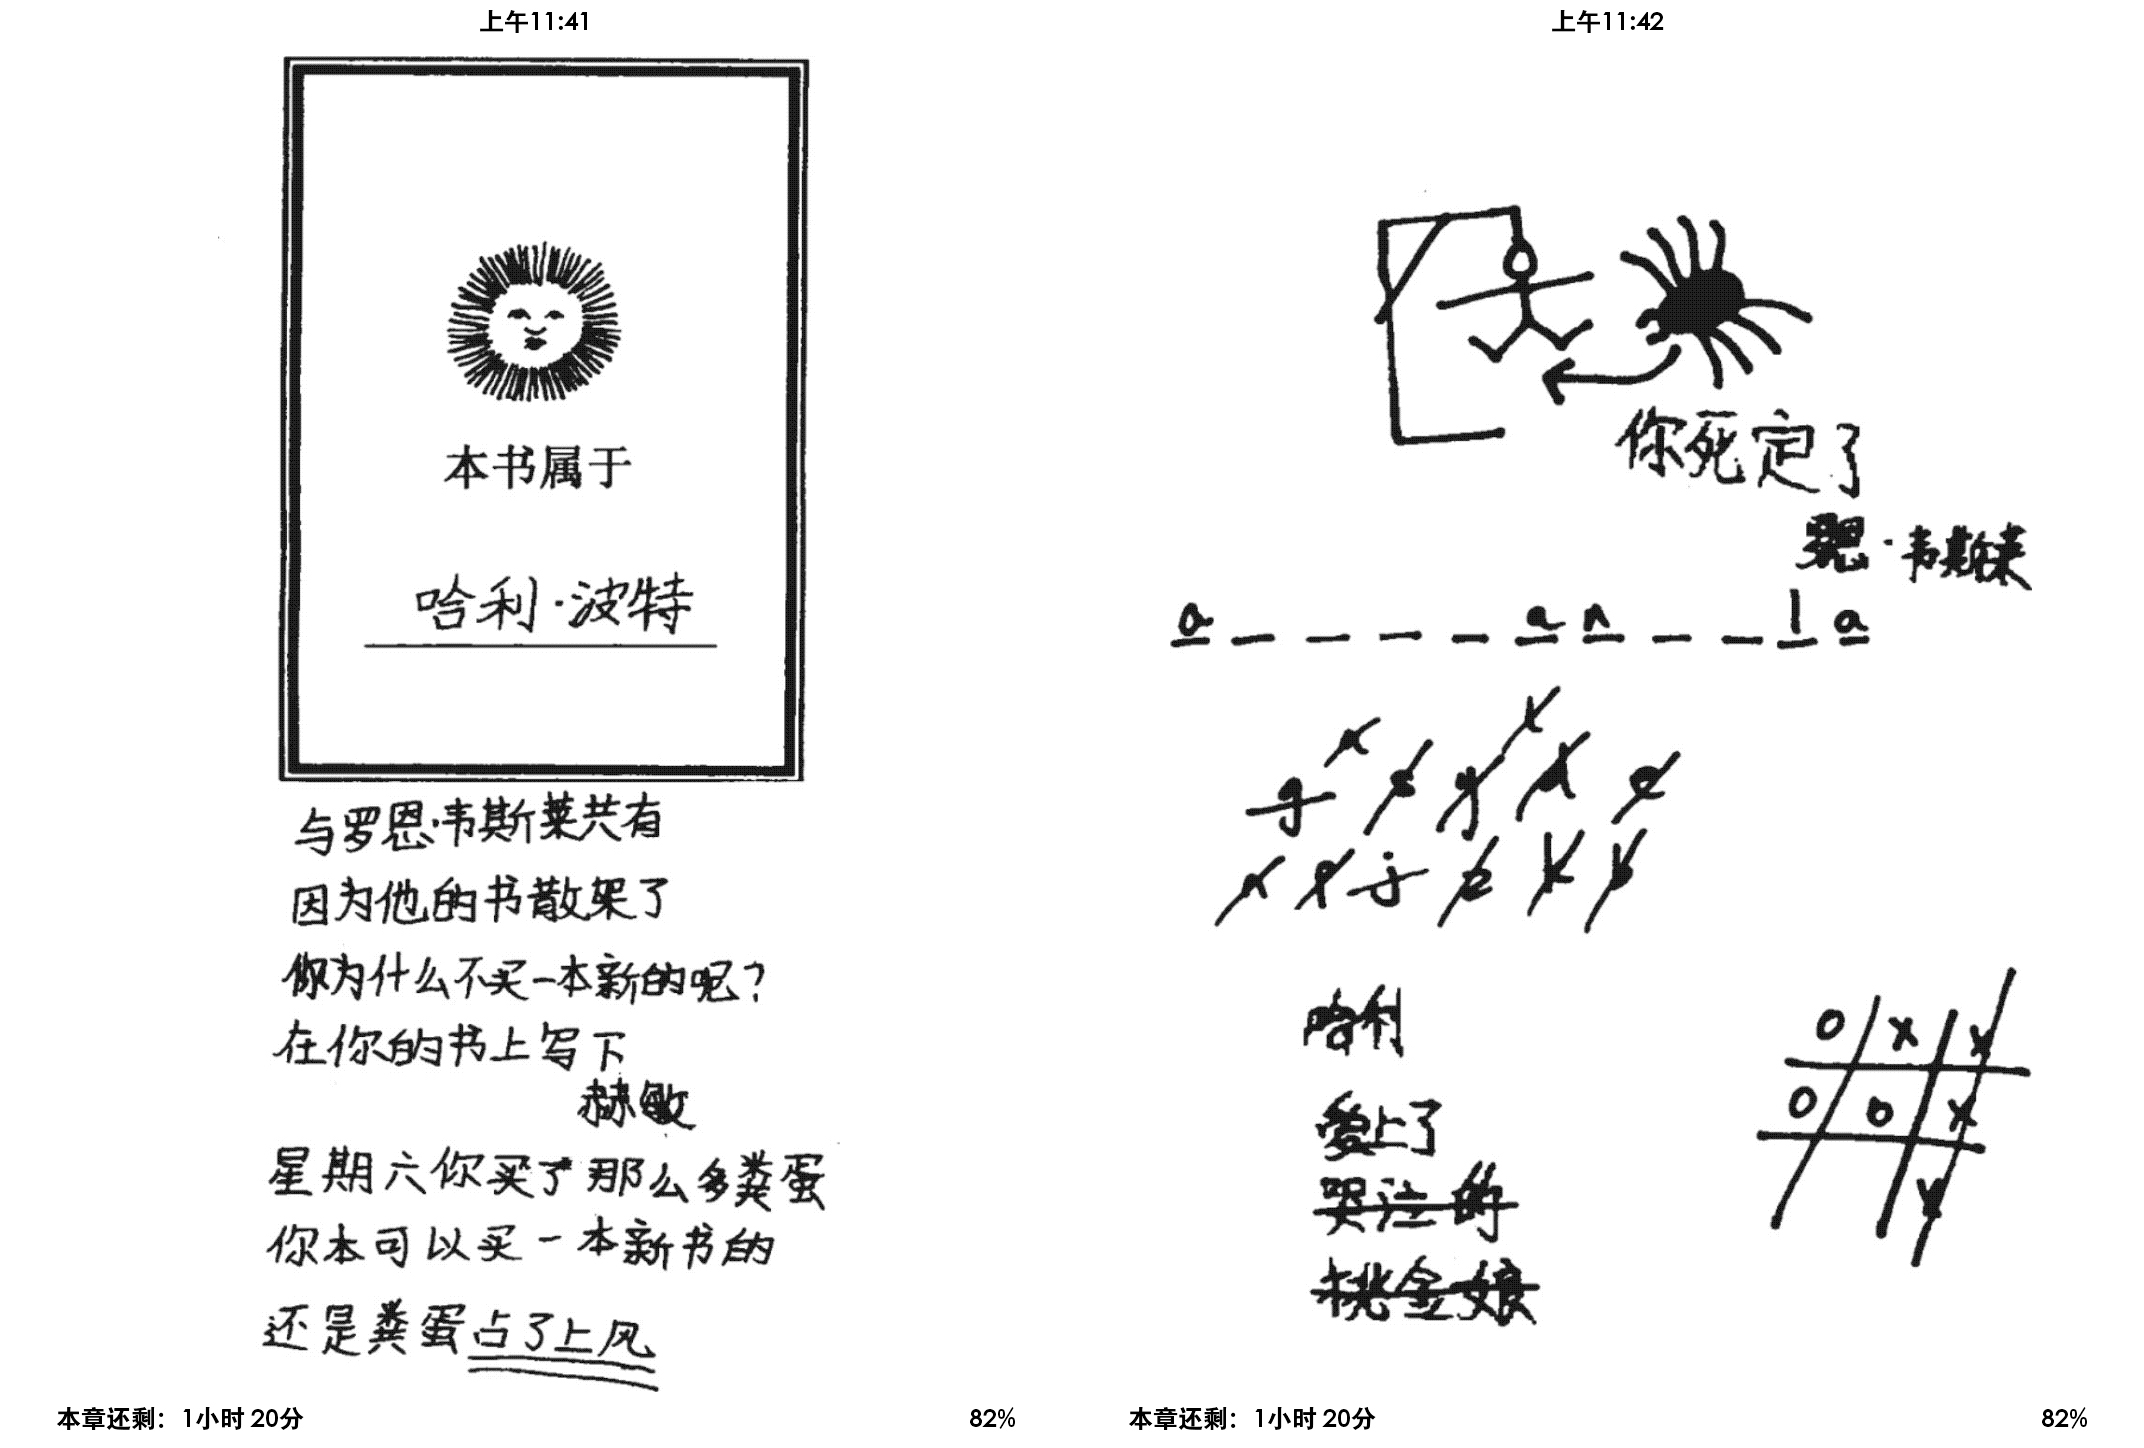 上午11:41
本书属于
哈利·波特
与罗恩·韦斯莱共有
因为他的书散架了
你为什么不买一本新的呢？
在你的书上写下
赫敏
星期六你买了那么多粪蛋
你本可以买一本新书的
还是粪蛋占了上风
本章还剩：1小时20分
82%
上午11:42
你死定了
·韦斯莱
a _ _ _ _ a n _ _ l a
g s y d e
j c k b
哈利
爱上了
哭泣的
桃金娘
O X X
O O X
X
本章还剩：1小时20分
82%